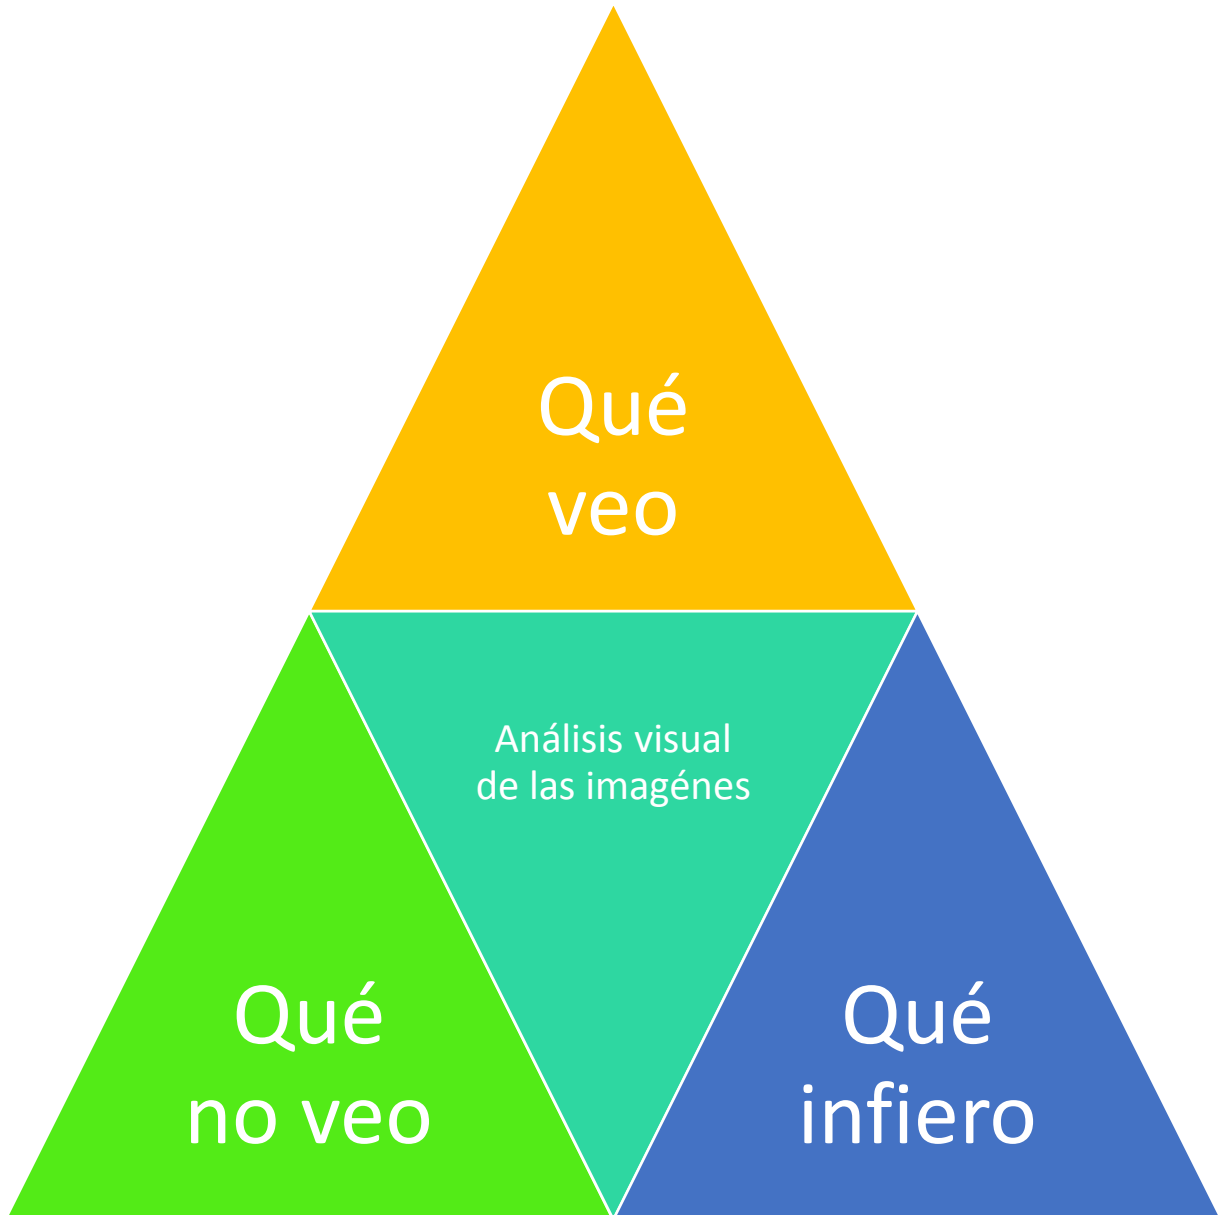 Qué
veo
Análisis visual
de las imagénes
Qué
no veo
Qué
infiero